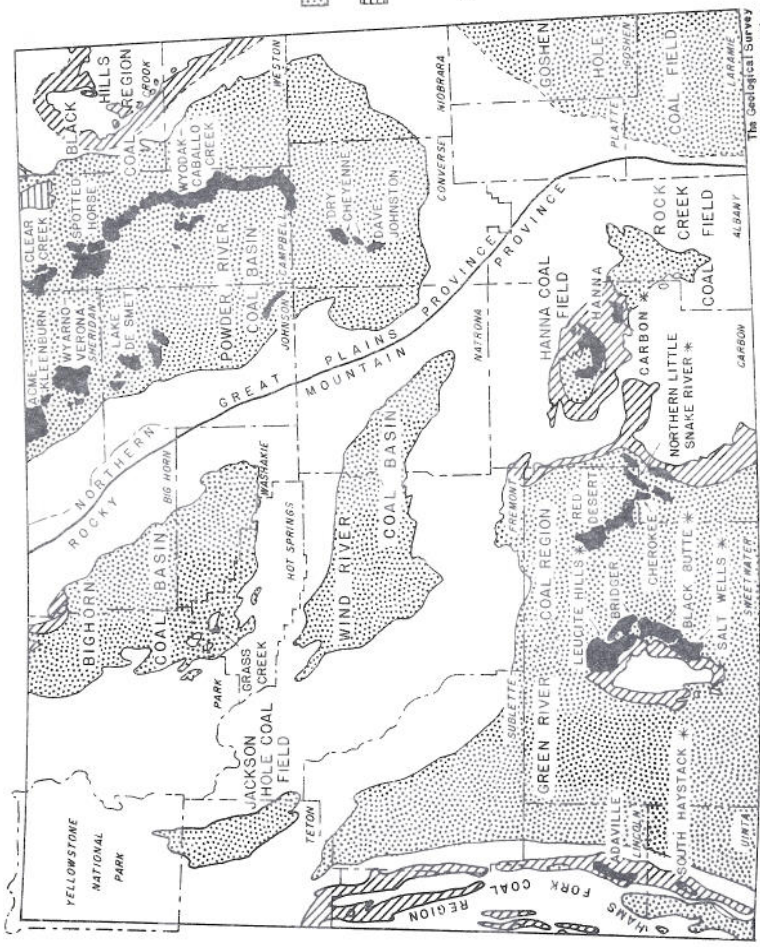 YELLOWSTONE
NATIONAL
PARK
BIGHORN
COAL BASIN
BIG HORN
WASHAKIE
HOT SPRINGS
PARK
GRASS
CREEK
JACKSON
HOLE COAL
FIELD
TETON
NORTHERN GREAT PLAINS PROVINCE
ROCKY MOUNTAIN PROVINCE
ACME
KLEENBURN
CLEAR
CREEK
WYARNO-
VERONA
SHERIDAN
SPOTTED
HORSE
LAKE
DE SMET
BLACK
HILLS
COAL REGION
CROOK
WYODAK-
CABALLO
CREEK
POWDER RIVER
COAL BASIN
JOHNSON
CAMPBELL
WESTON
DRY
CHEYENNE
DAVE
JOHNSTON
CONVERSE
NIOBRARA
WIND RIVER
COAL BASIN
FREMONT
NATRONA
SUBLETTE
GREEN RIVER COAL REGION
LEUCITE HILLS *
RED
DESERT
BRIDGER
CHEROKEE
BLACK BUTTE *
SALT WELLS *
SWEETWATER
HAMS FORK COAL REGION
ADAVILLE
LINCOLN
SOUTH HAYSTACK *
UINTA
HANNA COAL
FIELD
HANNA
CARBON *
NORTHERN LITTLE
SNAKE RIVER *
CARBON
ROCK
CREEK
COAL FIELD
ALBANY
GOSHEN
HOLE
COAL FIELD
PLATTE
GOSHEN
LARAMIE
The Geological Survey